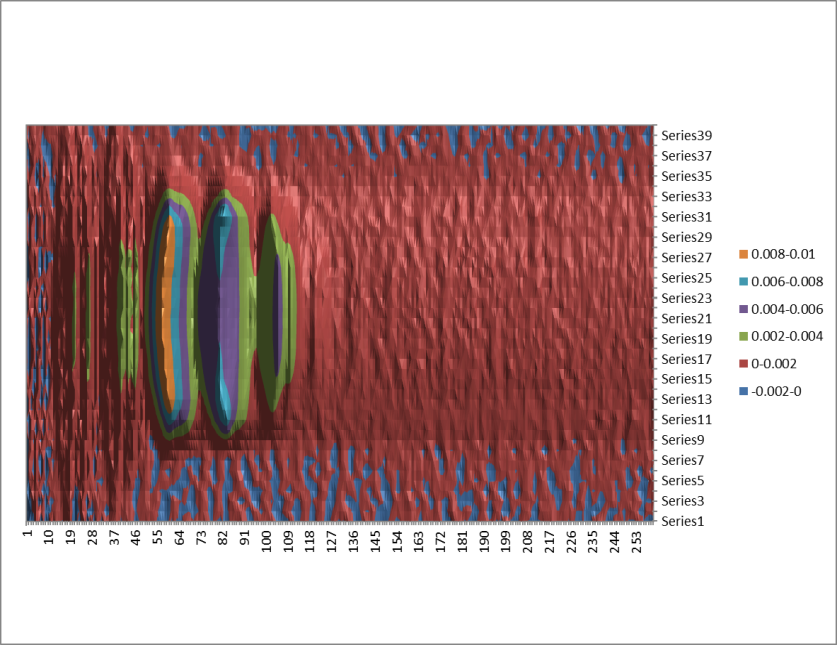 Series39
Series37
Series35
Series33
Series31
Series29
Series27
Series25
Series23
Series21
Series19
Series17
Series15
Series13
Series11
Series9
Series7
Series5
Series3
Series1
0.008-0.01
0.006-0.008
0.004-0.006
0.002-0.004
0-0.002
-0.002-0
1 10 19 28 37 46 55 64 73 82 91 100 109 118 127 136 145 154 163 172 181 190 199 208 217 226 235 244 253